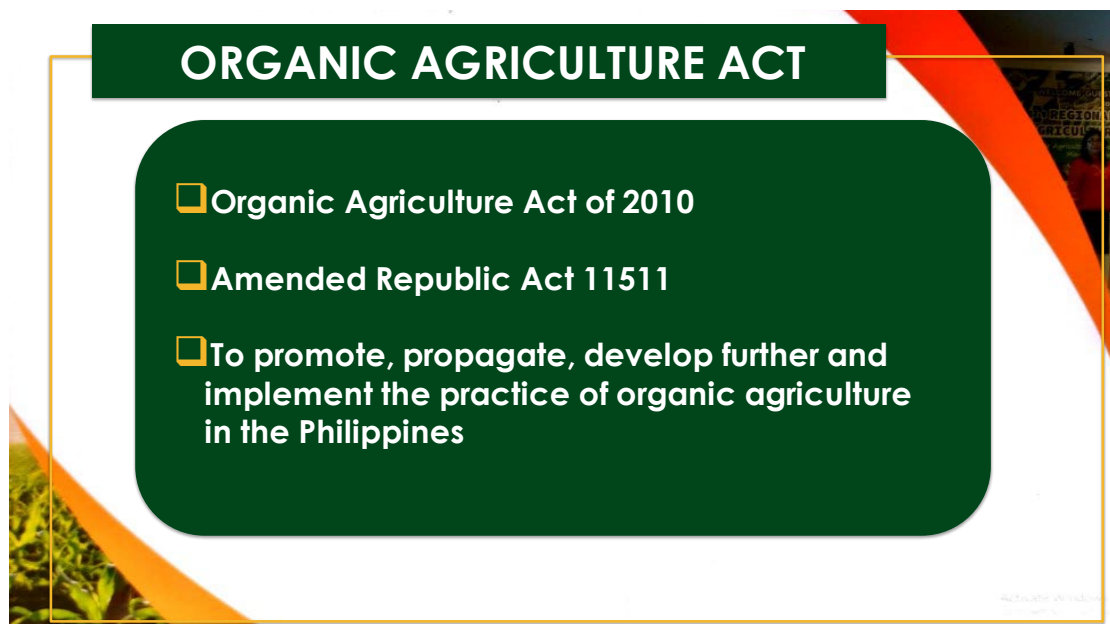 ORGANIC AGRICULTURE ACT
Organic Agriculture Act of 2010
Amended Republic Act 11511
To promote, propagate, develop further and
implement the practice of organic agriculture
in the Philippines